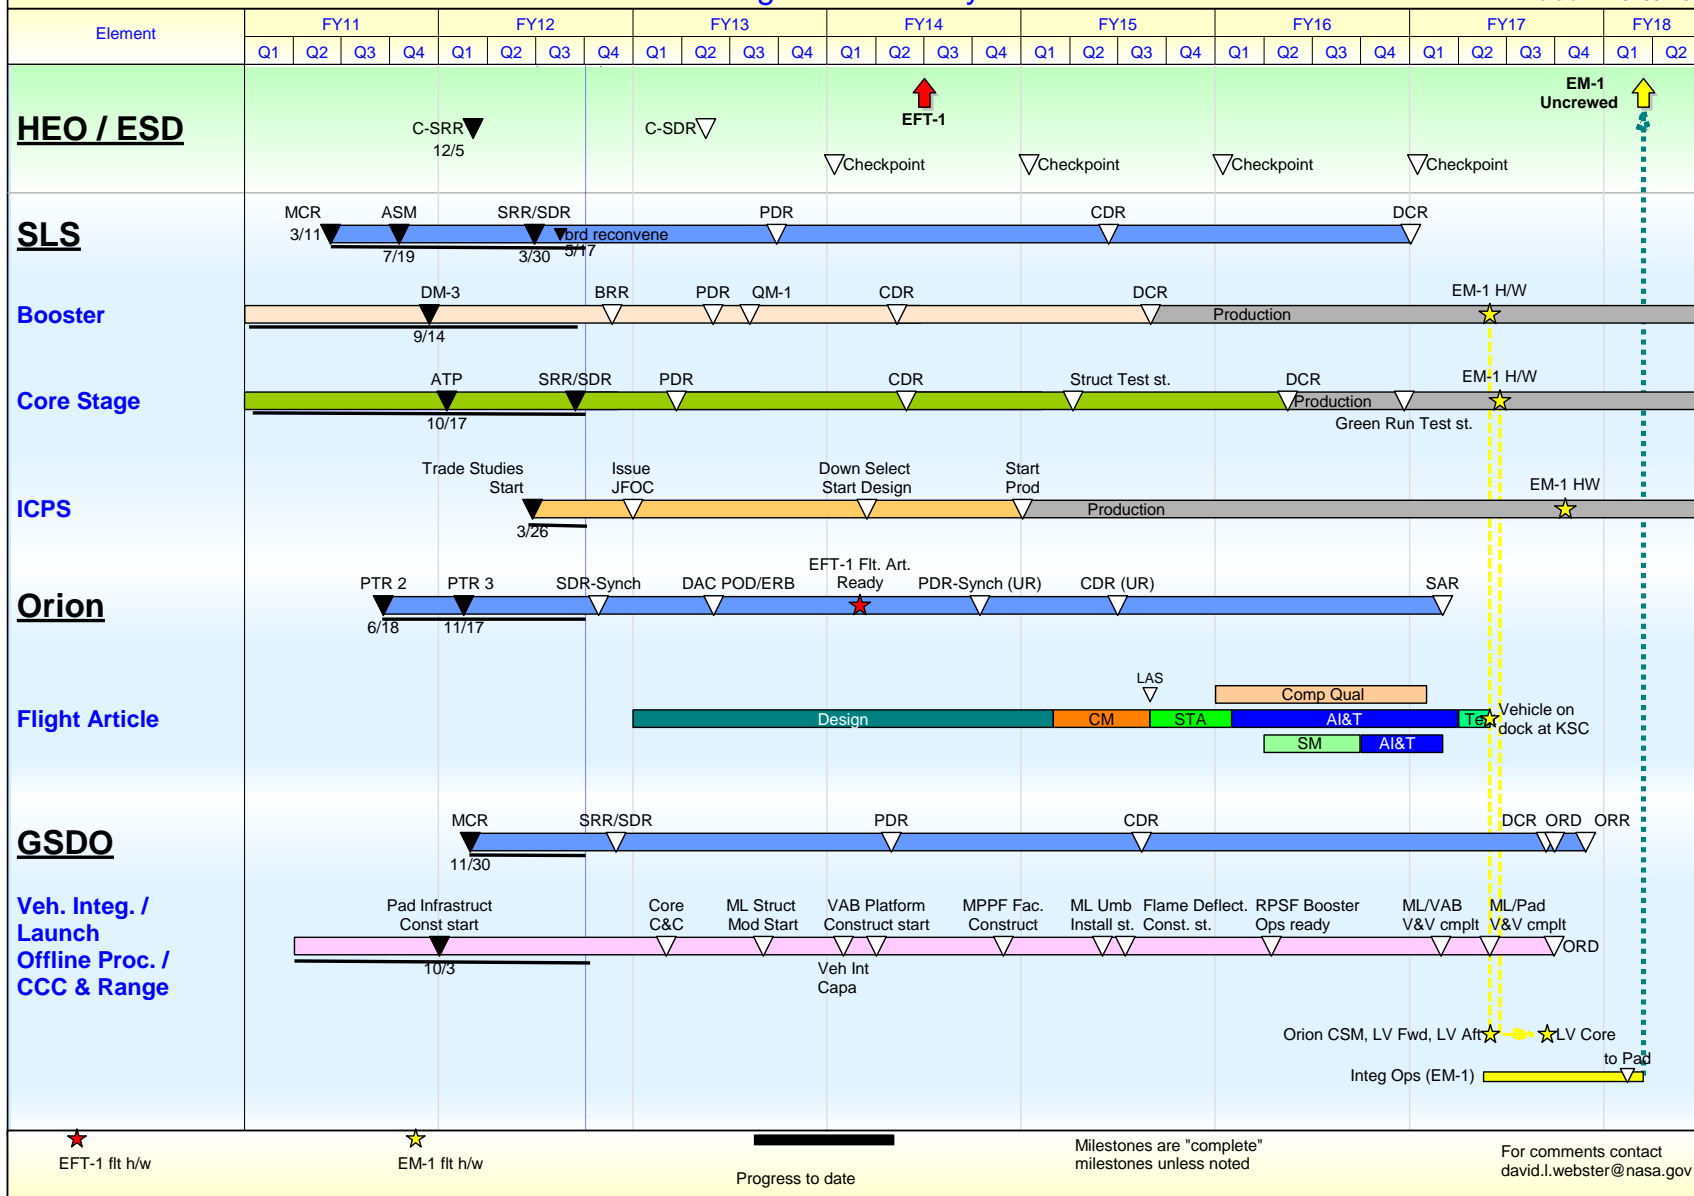 Element
FY11 FY12 FY13 FY14 FY15 FY16 FY17 FY18
Q1 Q2 Q3 Q4 Q1 Q2 Q3 Q4 Q1 Q2 Q3 Q4 Q1 Q2 Q3 Q4 Q1 Q2 Q3 Q4 Q1 Q2 Q3 Q4 Q1 Q2 Q3 Q4 Q1 Q2
HEO / ESD
C-SRR
12/5
C-SDR
EFT-1
EM-1
Uncrewed
Checkpoint Checkpoint Checkpoint Checkpoint
SLS
MCR ASM SRR/SDR PDR CDR DCR
3/11 brd reconvene
7/19 3/30 5/17
Booster
DM-3 BRR PDR QM-1 CDR DCR EM-1 H/W
Production
9/14
Core Stage
ATP SRR/SDR PDR CDR Struct Test st. DCR EM-1 H/W
Production
10/17 Green Run Test st.
ICPS
Trade Studies
Start
Issue
JFOC
Down Select
Start Design
Start
Prod
EM-1 HW
Production
3/26
Orion
EFT-1 Flt. Art.
Ready
PTR 2 PTR 3 SDR-Synch DAC POD/ERB PDR-Synch (UR) CDR (UR) SAR
6/18 11/17
Flight Article
LAS
Comp Qual
Design CM STA AI&T Te
Vehicle on
dock at KSC
SM AI&T
GSDO
MCR SRR/SDR PDR CDR DCR ORD ORR
11/30
Veh. Integ. /
Launch
Offline Proc. /
CCC & Range
Pad Infrastruct
Const start
Core
C&C
ML Struct
Mod Start
VAB Platform
Construct start
MPPF Fac.
Construct
ML Umb
Install st.
Flame Deflect.
Const. st.
RPSF Booster
Ops ready
ML/VAB
V&V cmplt
ML/Pad
V&V cmplt
ORD
10/3
Veh Int
Capa
Orion CSM, LV Fwd, LV Aft LV Core
to Pad
Integ Ops (EM-1)
EFT-1 flt h/w
EM-1 flt h/w
Progress to date
Milestones are "complete"
milestones unless noted
For comments contact
david.l.webster@nasa.gov